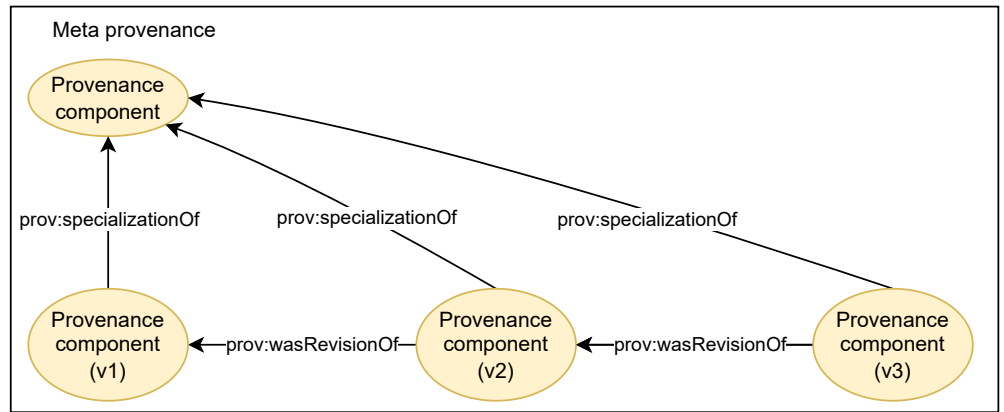 Meta provenance
Provenance
component
prov:specializationOf
prov:specializationOf
prov:specializationOf
Provenance
component
(v1)
prov:wasRevisionOf
Provenance
component
(v2)
prov:wasRevisionOf
Provenance
component
(v3)